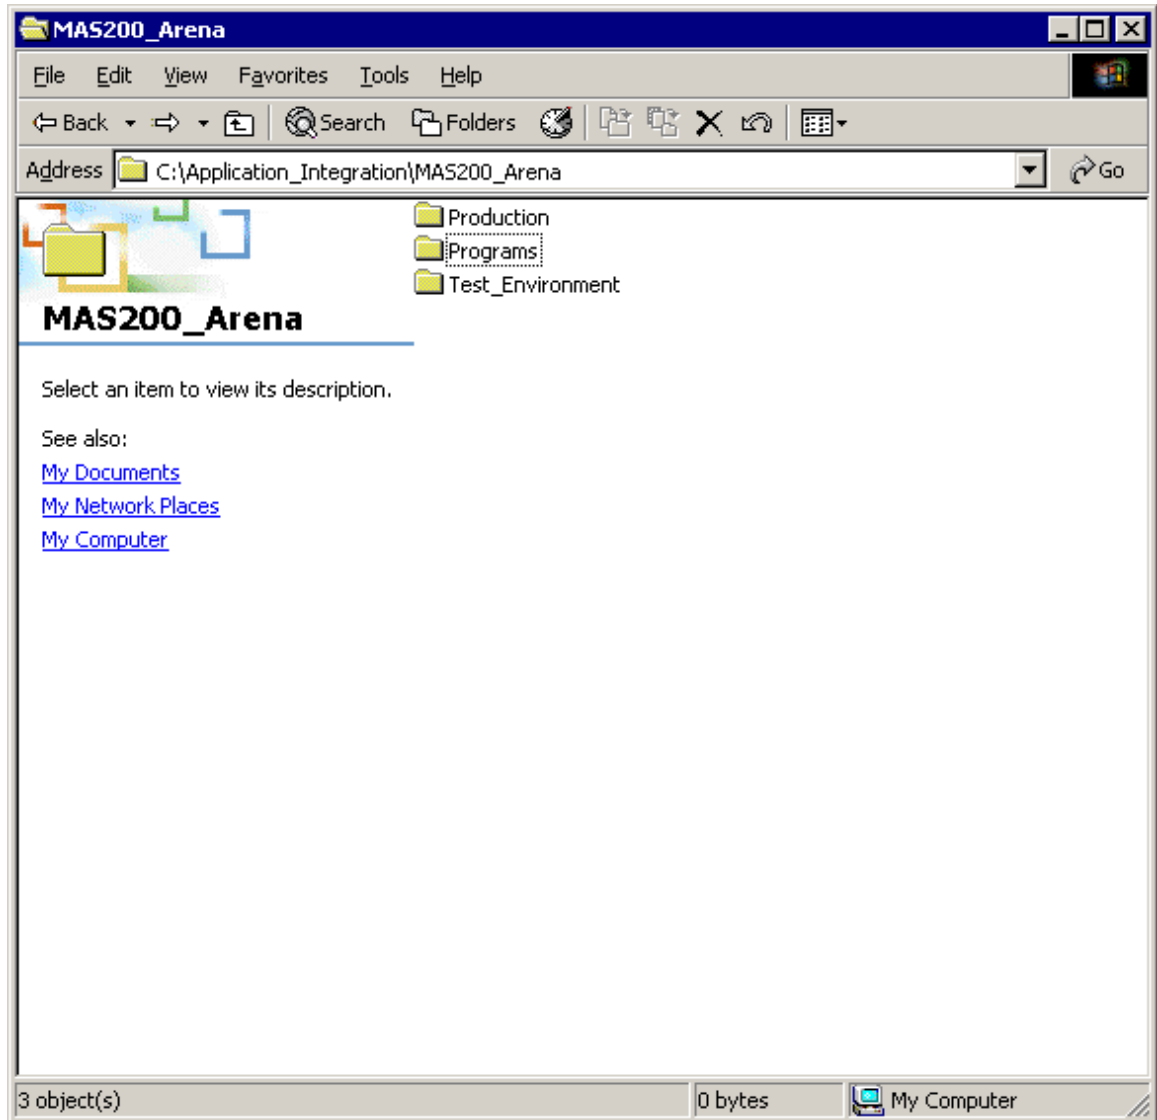 MAS200_Arena
File Edit View Favorites Tools Help
Back Search Folders
Address C:\Application_Integration\MAS200_Arena Go
Production
Programs
Test_Environment
MAS200_Arena
Select an item to view its description.
See also:
My Documents
My Network Places
My Computer
3 object(s) 0 bytes My Computer